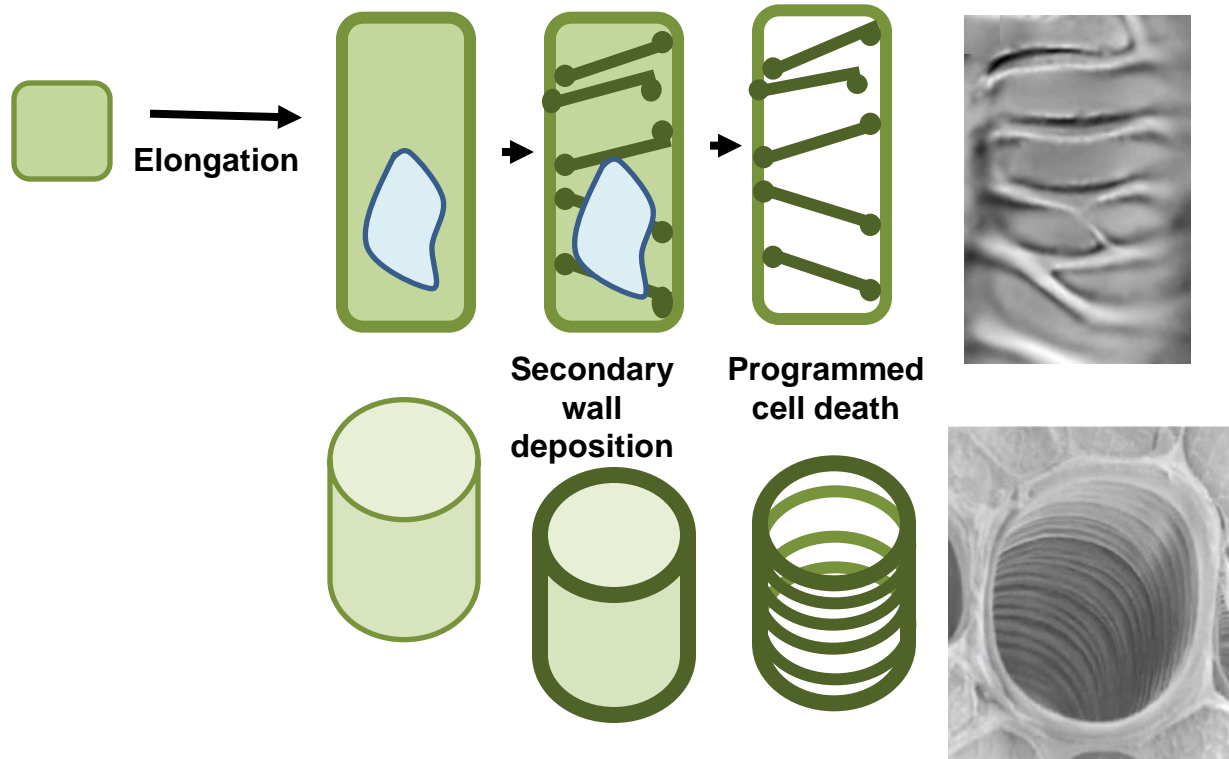 Elongation
Secondary
wall
deposition
Programmed
cell death